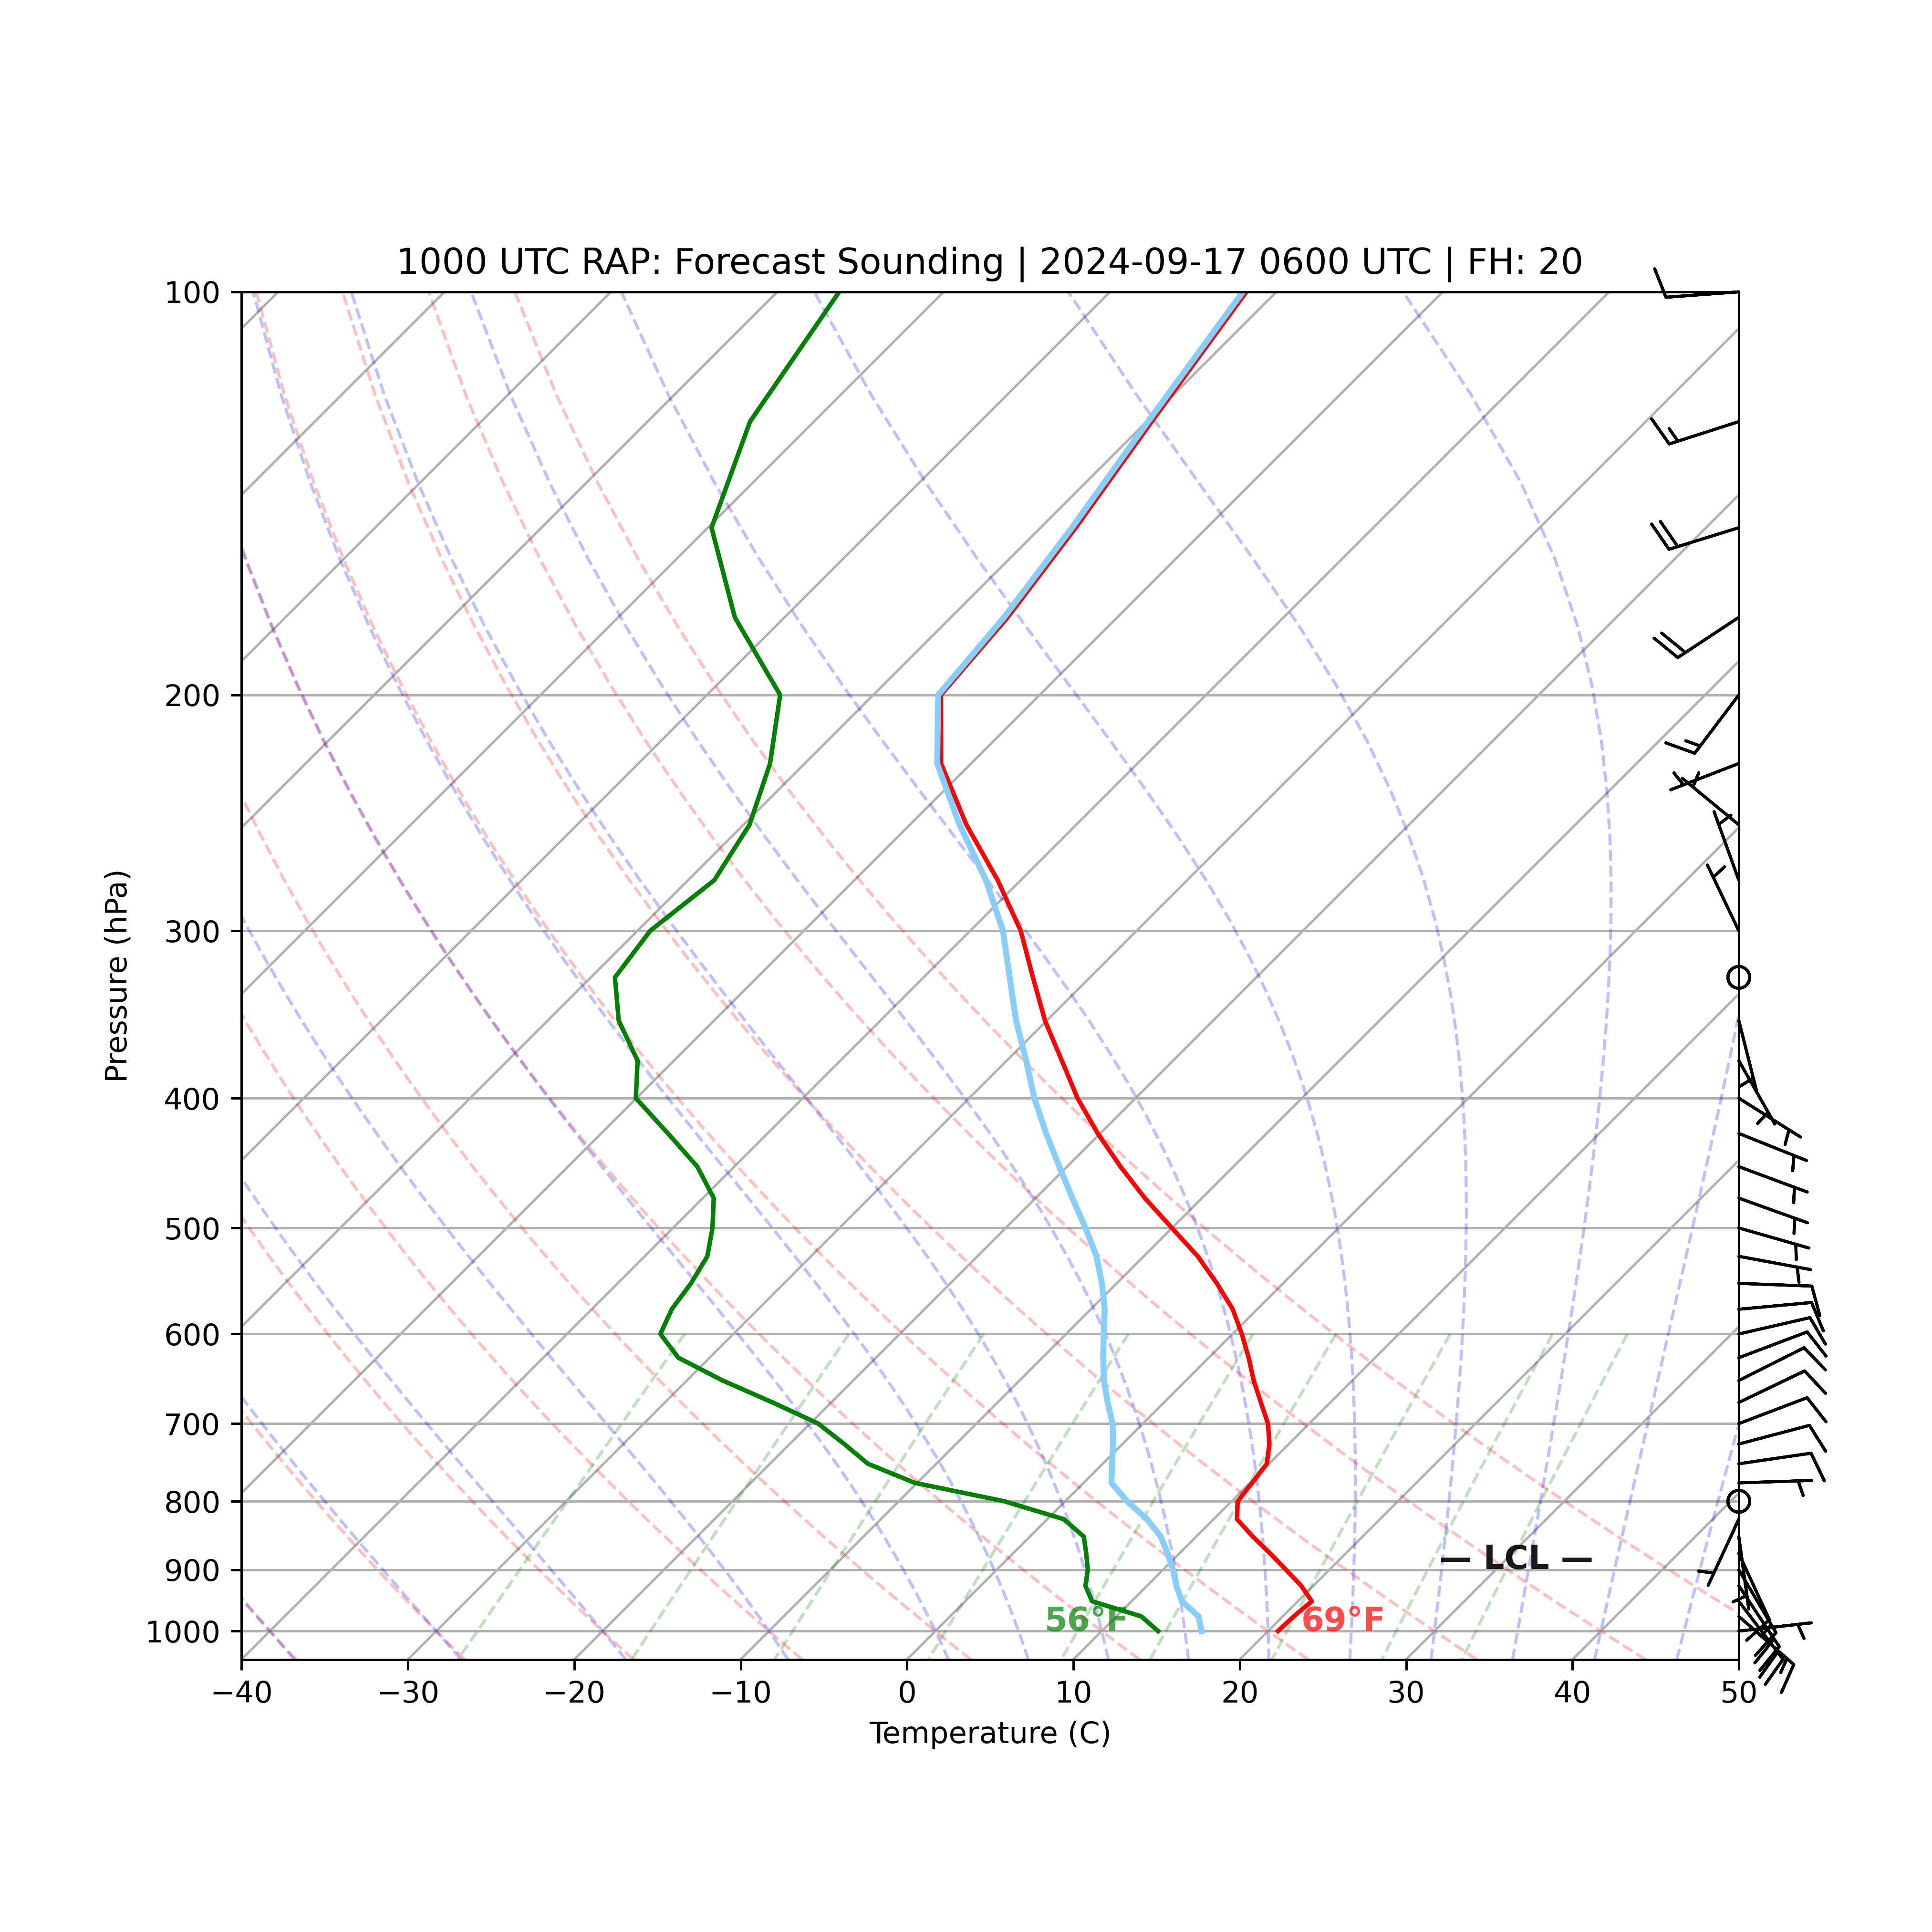 1000 UTC RAP: Forecast Sounding | 2024-09-17 0600 UTC | FH: 20
100
200
300
400
500
600
700
800
900
1000
Pressure (hPa)
— LCL —
56°F
69°F
−40 −30 −20 −10 0 10 20 30 40 50
Temperature (C)